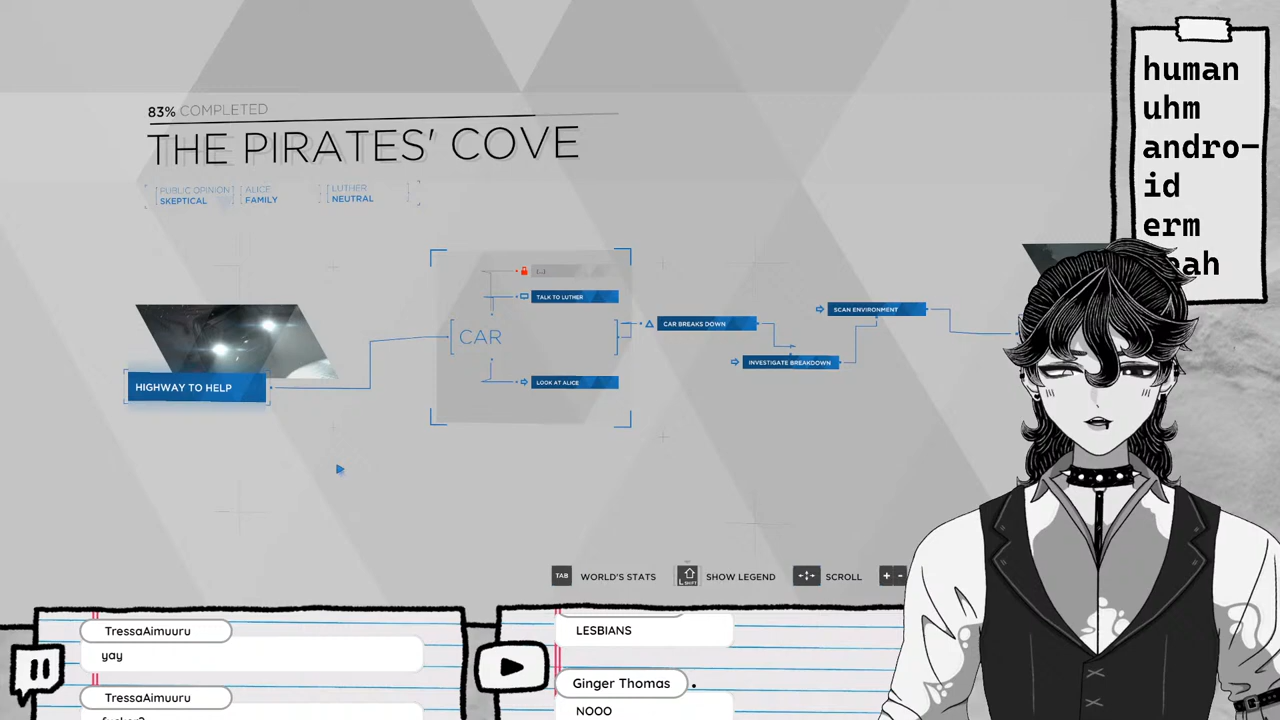 83% COMPLETED
THE PIRATES' COVE
PUBLIC OPINION
SKEPTICAL
ALICE
FAMILY
LUTHER
NEUTRAL
HIGHWAY TO HELP
CAR
(...)
TALK TO LUTHER
LOOK AT ALICE
CAR BREAKS DOWN
INVESTIGATE BREAKDOWN
SCAN ENVIRONMENT
TAB
WORLD'S STATS
L SHIFT
SHOW LEGEND
SCROLL
+ -
human
uhm
andro-
id
erm
TressaAimuuru
yay
TressaAimuuru
LESBIANS
Ginger Thomas
NOOO